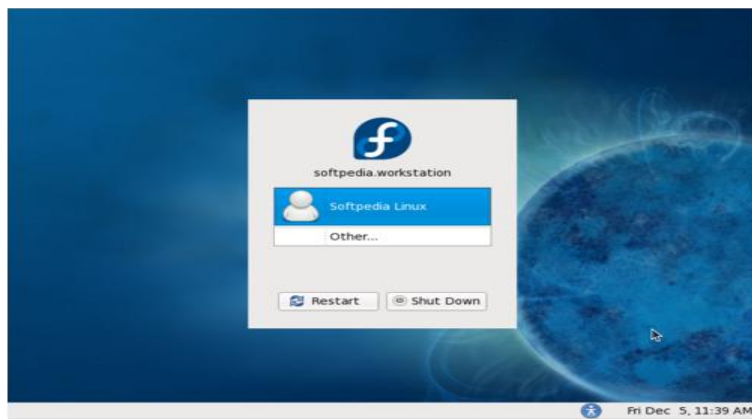 softpedia.workstation
Softpedia Linux
Other...
Restart
Shut Down
Fri Dec 5, 11:39 AM